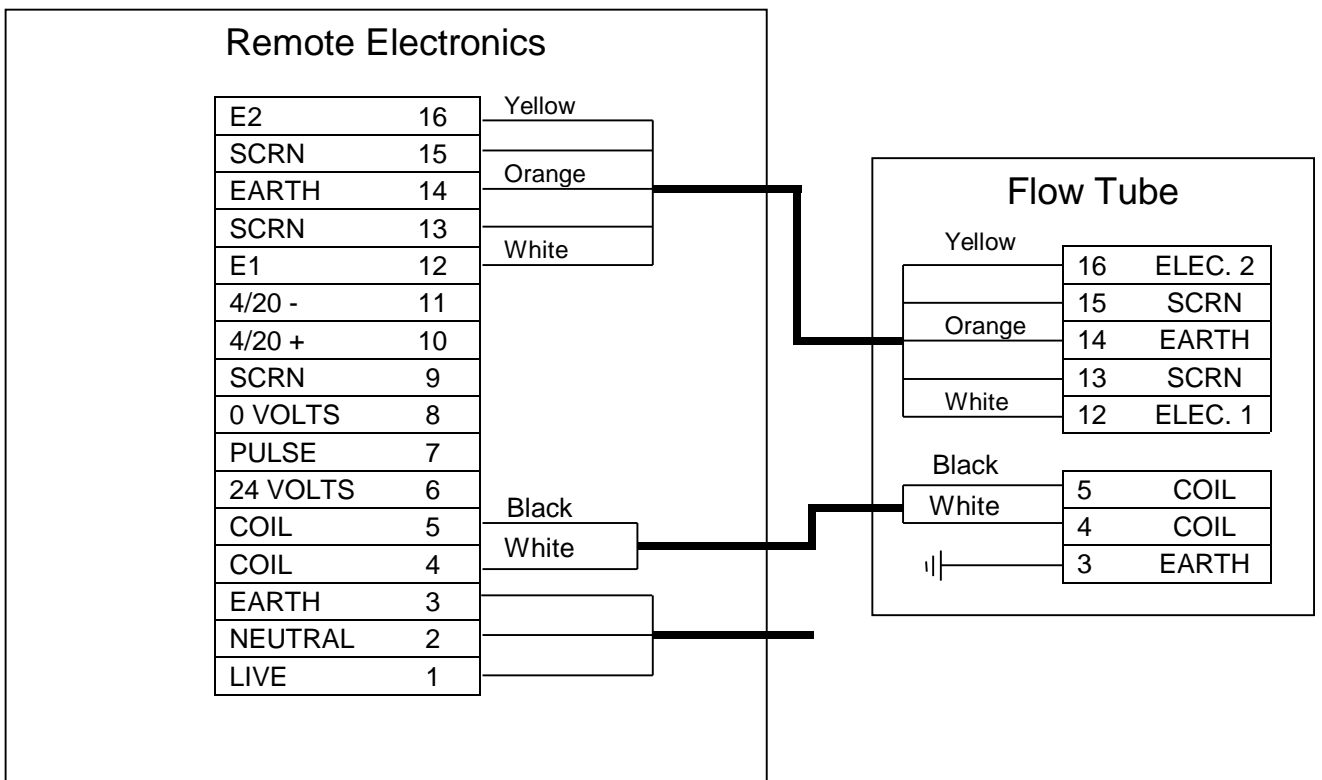 Remote Electronics
E2 16 Yellow
SCRN 15
EARTH 14 Orange
SCRN 13
E1 12 White
4/20 - 11
4/20 + 10
SCRN 9
0 VOLTS 8
PULSE 7
24 VOLTS 6
COIL 5 Black
COIL 4 White
EARTH 3
NEUTRAL 2
LIVE 1
Flow Tube
Yellow 16 ELEC. 2
15 SCRN
Orange 14 EARTH
13 SCRN
White 12 ELEC. 1
Black 5 COIL
White 4 COIL
3 EARTH